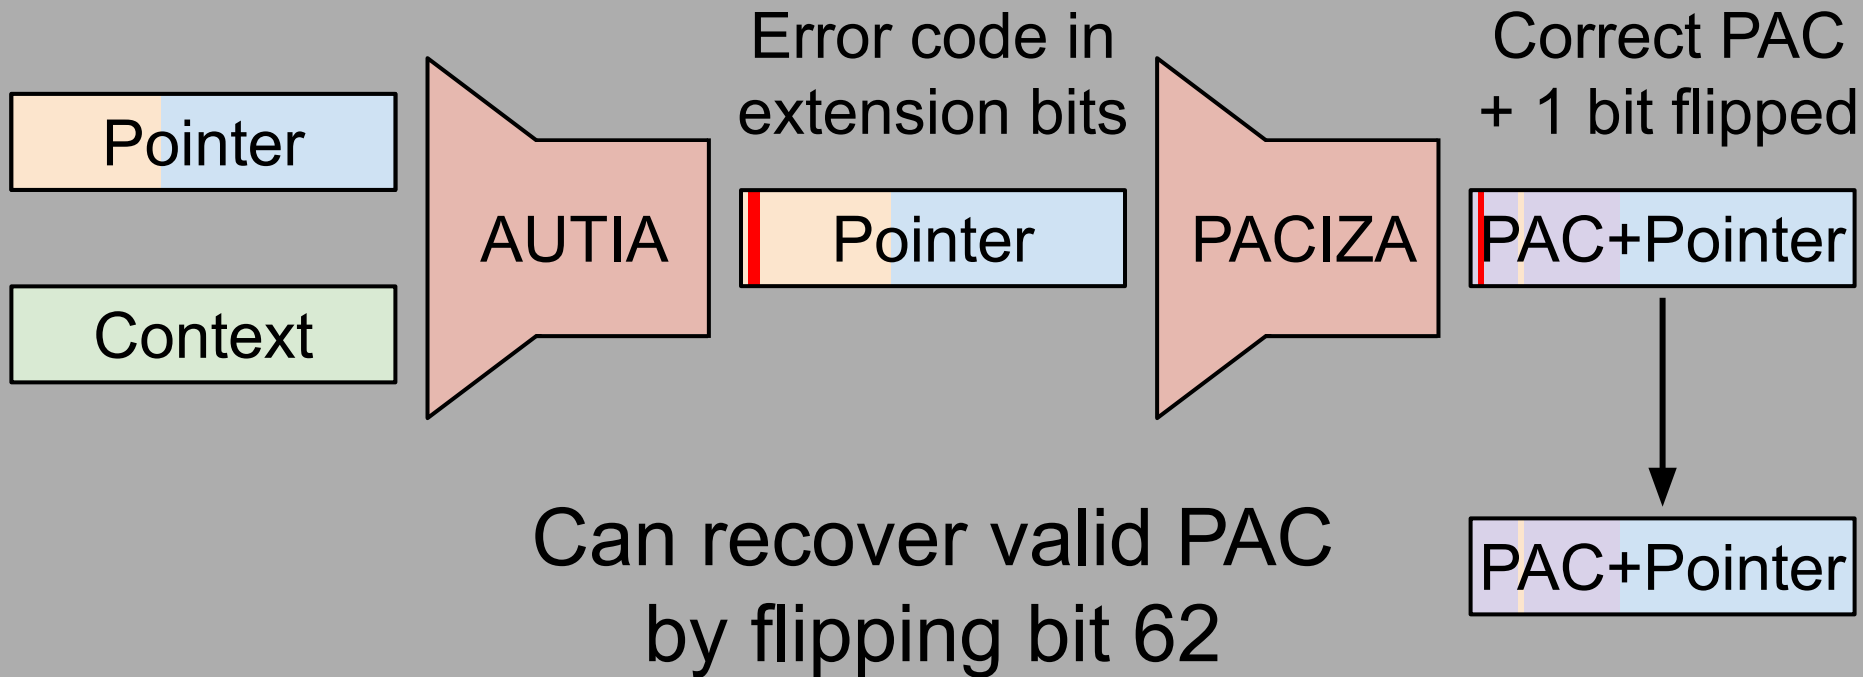 Pointer
Context
AUTIA
Error code in
extension bits
Pointer
PACIZA
Correct PAC
+ 1 bit flipped
PAC+Pointer
PAC+Pointer
Can recover valid PAC
by flipping bit 62